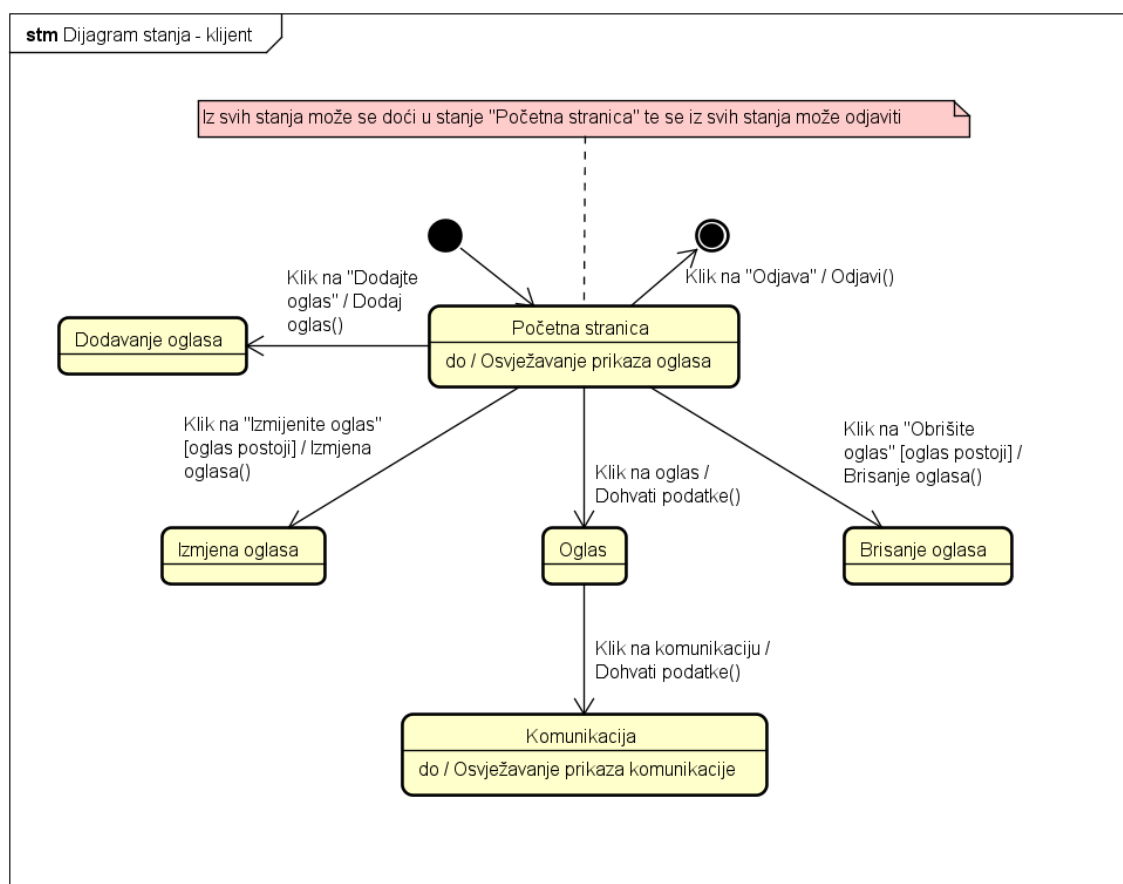 stm Dijagram stanja - klijent
Iz svih stanja može se doći u stanje "Početna stranica" te se iz svih stanja može odjaviti
Klik na "Dodajte
oglas" / Dodaj
oglas()
Klik na "Odjava" / Odjavi()
Dodavanje oglasa
Početna stranica
do / Osvježavanje prikaza oglasa
Klik na "Izmijenite oglas"
[oglas postoji] / Izmjena
oglasa()
Klik na oglas /
Dohvati podatke()
Klik na "Obrišite
oglas" [oglas postoji] /
Brisanje oglasa()
Izmjena oglasa
Oglas
Brisanje oglasa
Klik na komunikaciju /
Dohvati podatke()
Komunikacija
do / Osvježavanje prikaza komunikacije